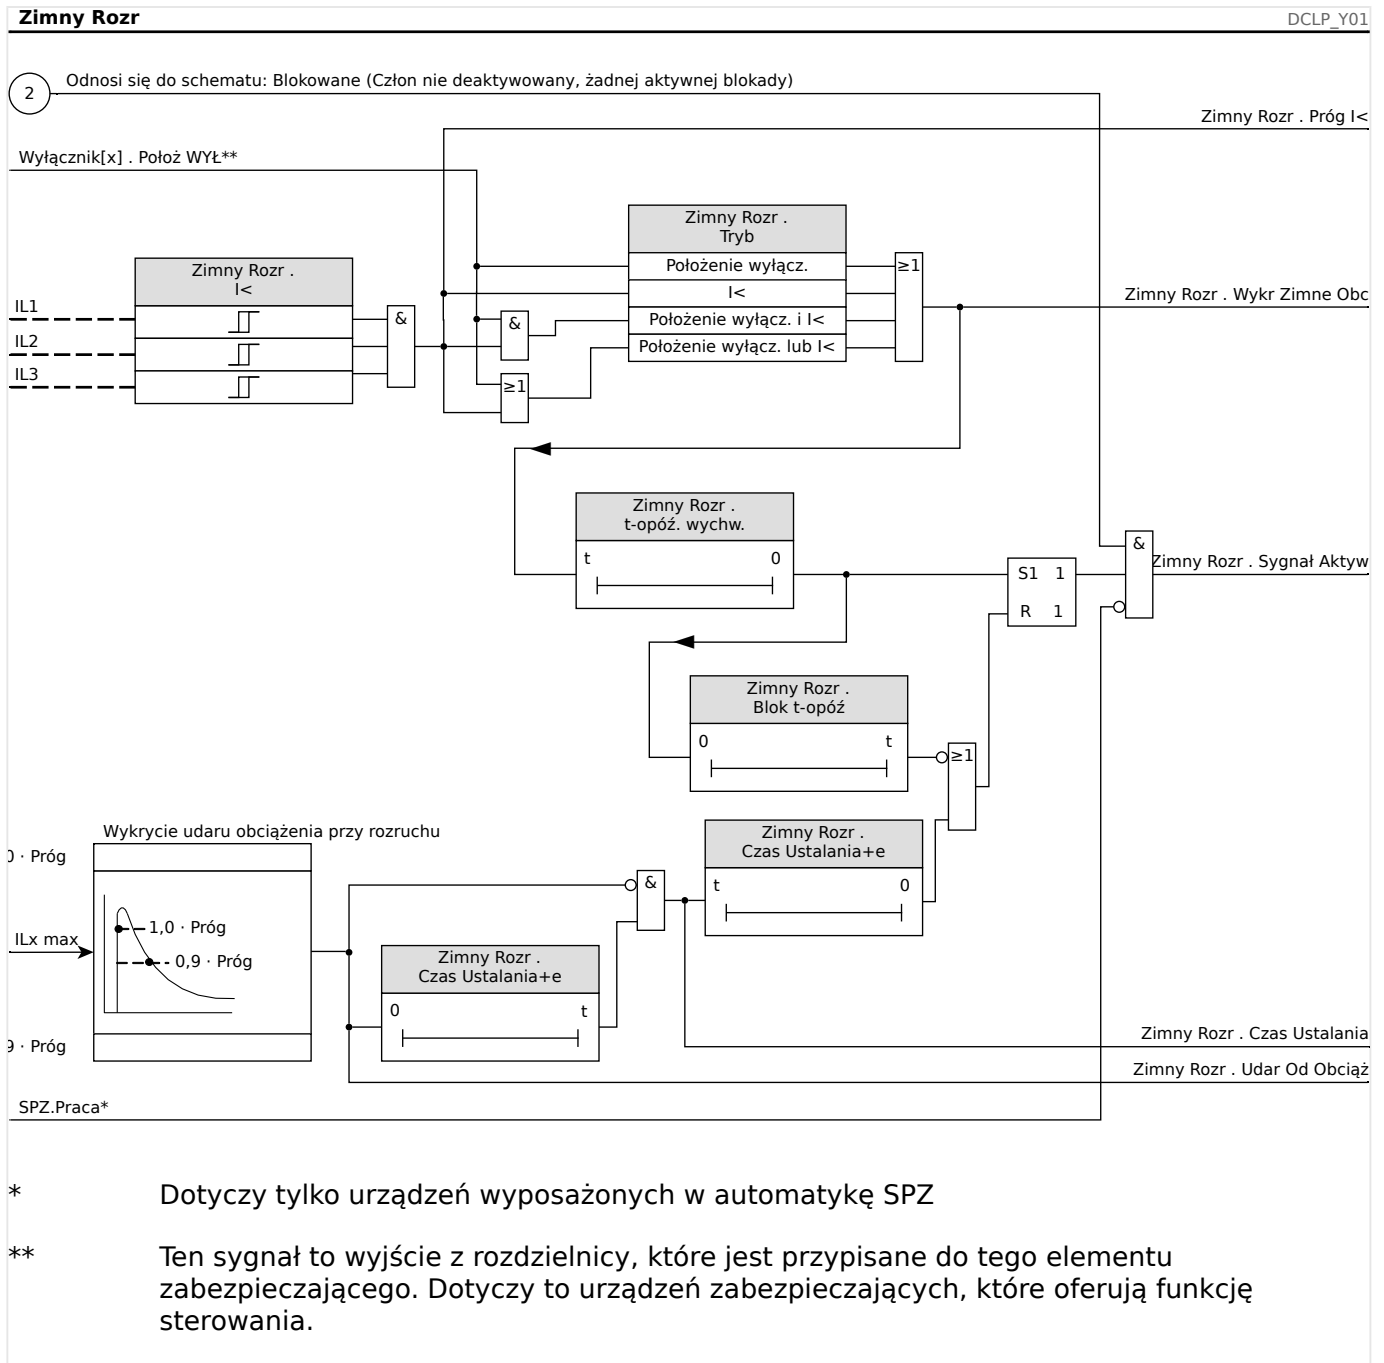 Zimny Rozr
DCLP_Y01
2
Odnosi się do schematu: Blokowane (Człon nie deaktywowany, żadnej aktywnej blokady)
Zimny Rozr . Próg I<
Wyłącznik[x] . Położ WYŁ**
Zimny Rozr .
Tryb
Położenie wyłącz.
I<
Położenie wyłącz. i I<
Położenie wyłącz. lub I<
≥1
Zimny Rozr .
I<
IL1
IL2
IL3
&
&
≥1
Zimny Rozr . Wykr Zimne Obc
Zimny Rozr .
t-opóź. wychw.
t 0
S1 1
R 1
&
Zimny Rozr . Sygnał Aktyw
Zimny Rozr .
Blok t-opóź
0 t
≥1
Wykrycie udaru obciążenia przy rozruchu
0 · Próg
ILx max
1,0 · Próg
0,9 · Próg
9 · Próg
Zimny Rozr .
Czas Ustalania+e
t 0
&
Zimny Rozr .
Czas Ustalania+e
0 t
Zimny Rozr . Czas Ustalania
Zimny Rozr . Udar Od Obciąż
SPZ.Praca*
* Dotyczy tylko urządzeń wyposażonych w automatykę SPZ
** Ten sygnał to wyjście z rozdzielnicy, które jest przypisane do tego elementu
zabezpieczającego. Dotyczy to urządzeń zabezpieczających, które oferują funkcję
sterowania.